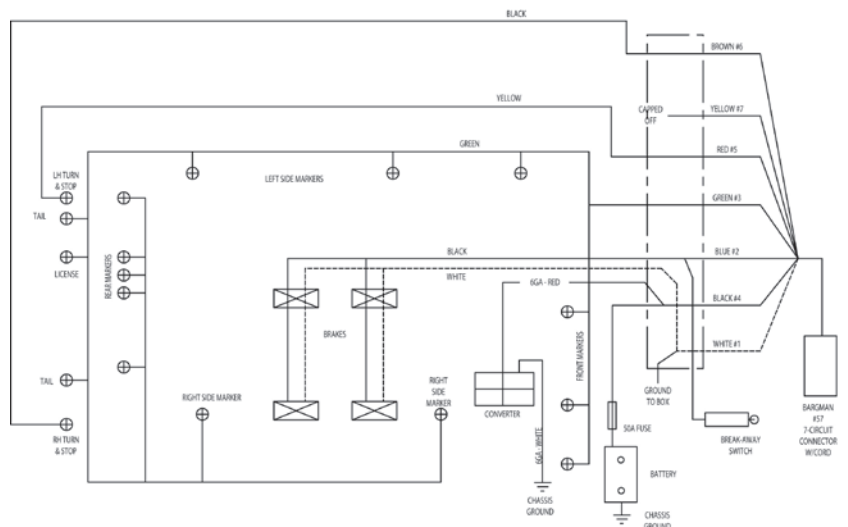 BLACK
BROWN #6
YELLOW
CAPPED
OFF
YELLOW #7
GREEN
RED #5
LH TURN
& STOP
LEFT SIDE MARKERS
TAIL
GREEN #3
LICENSE
REAR MARKERS
BLACK
BLUE #2
WHITE
6GA - RED
BLACK #4
BRAKES
FRONT MARKERS
WHITE #1
TAIL
RIGHT SIDE MARKER
RIGHT
SIDE
MARKER
CONVERTER
GROUND
TO BOX
BARGMAN
#57
7-CIRCUIT
CONNECTOR
W/CORD
RH TURN
& STOP
6GA - WHITE
50A FUSE
BREAK-AWAY
SWITCH
BATTERY
CHASSIS
GROUND
CHASSIS
GROUND